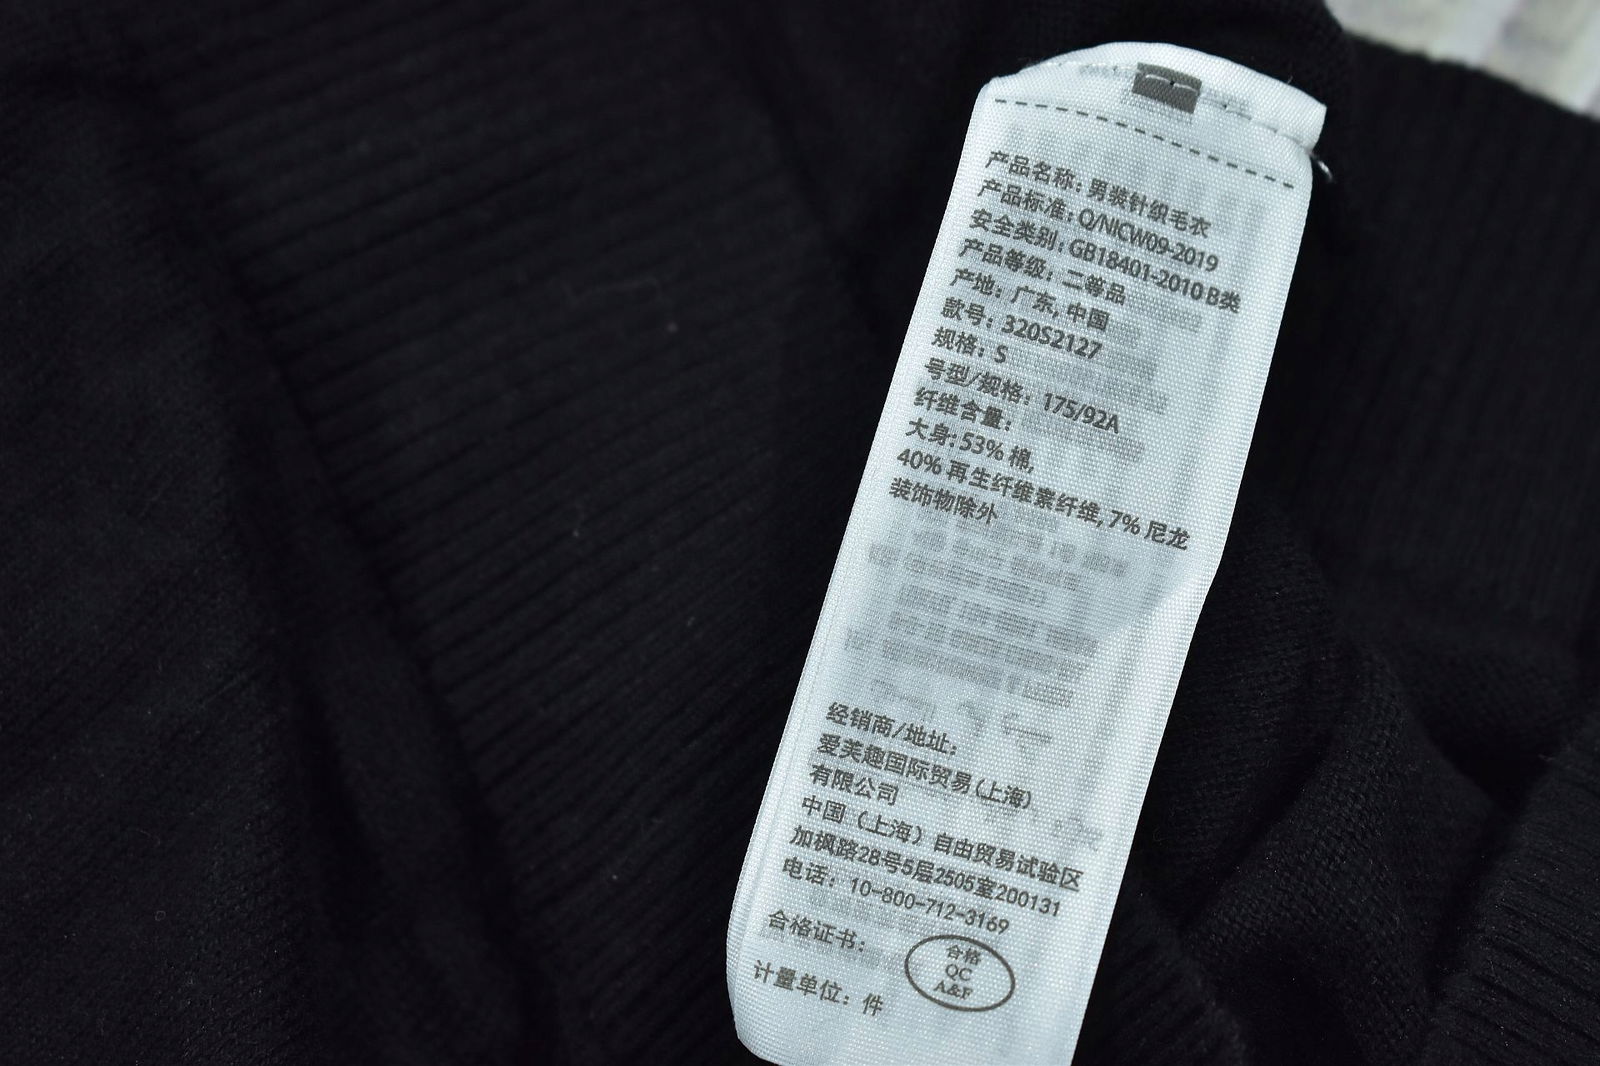 产品名称: 男装针织毛衣
产品标准: Q/NICW09-2019
安全类别: GB18401-2010 B类
产品等级: 二等品
产地: 广东, 中国
款号: 320S2127
规格: S
号型/规格: 175/92A
纤维含量:
大身: 53% 棉,
40% 再生纤维素纤维, 7% 尼龙
装饰物除外
经销商/地址:
爱芙趣国际贸易(上海)
有限公司
中国（上海）自由贸易试验区
加枫路28号5层2505室200131
电话: 10-800-712-3169
合格证书:
合格
QC
A&F
计量单位: 件